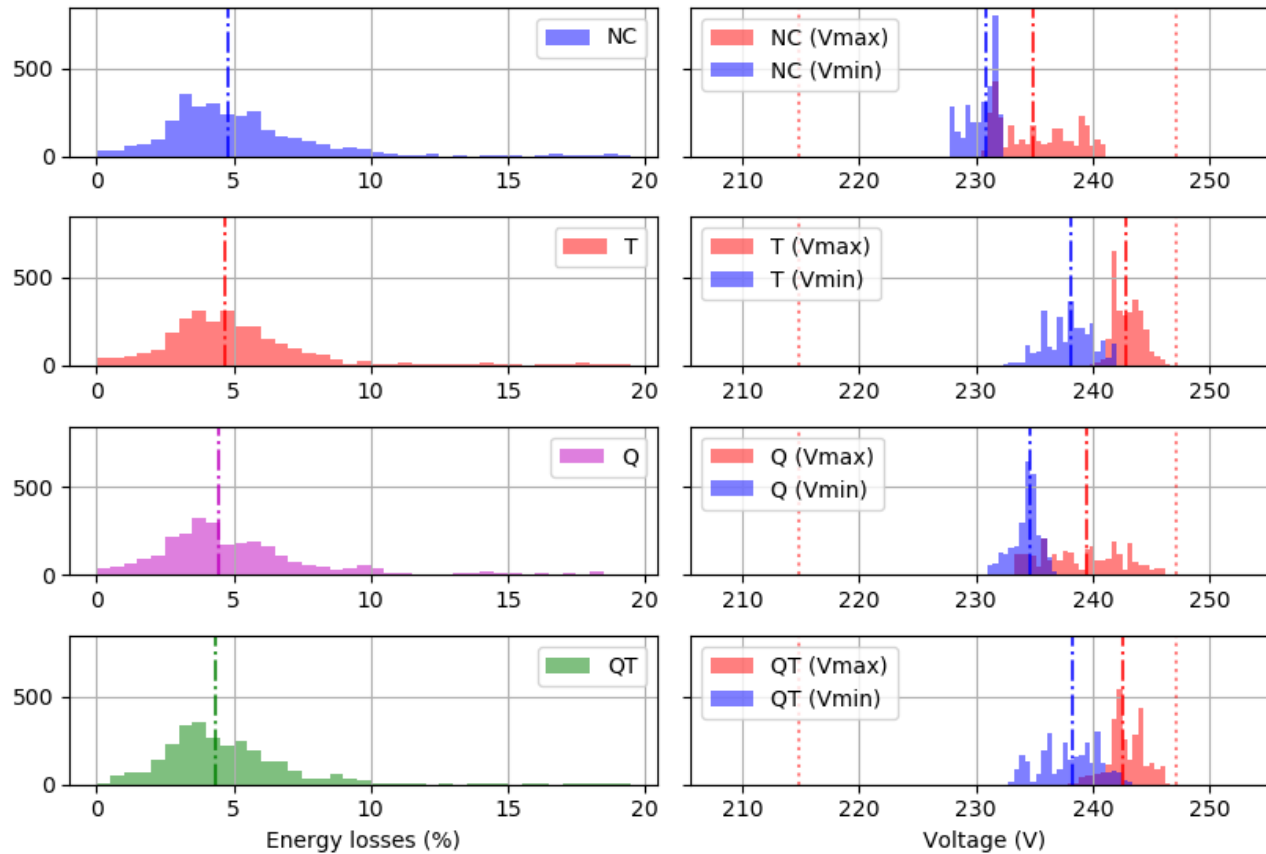 500
0
NC
0 5 10 15 20
NC (Vmax)
NC (Vmin)
210 220 230 240 250
500
0
T
0 5 10 15 20
T (Vmax)
T (Vmin)
210 220 230 240 250
500
0
Q
0 5 10 15 20
Q (Vmax)
Q (Vmin)
210 220 230 240 250
500
0
QT
0 5 10 15 20
Energy losses (%)
QT (Vmax)
QT (Vmin)
210 220 230 240 250
Voltage (V)